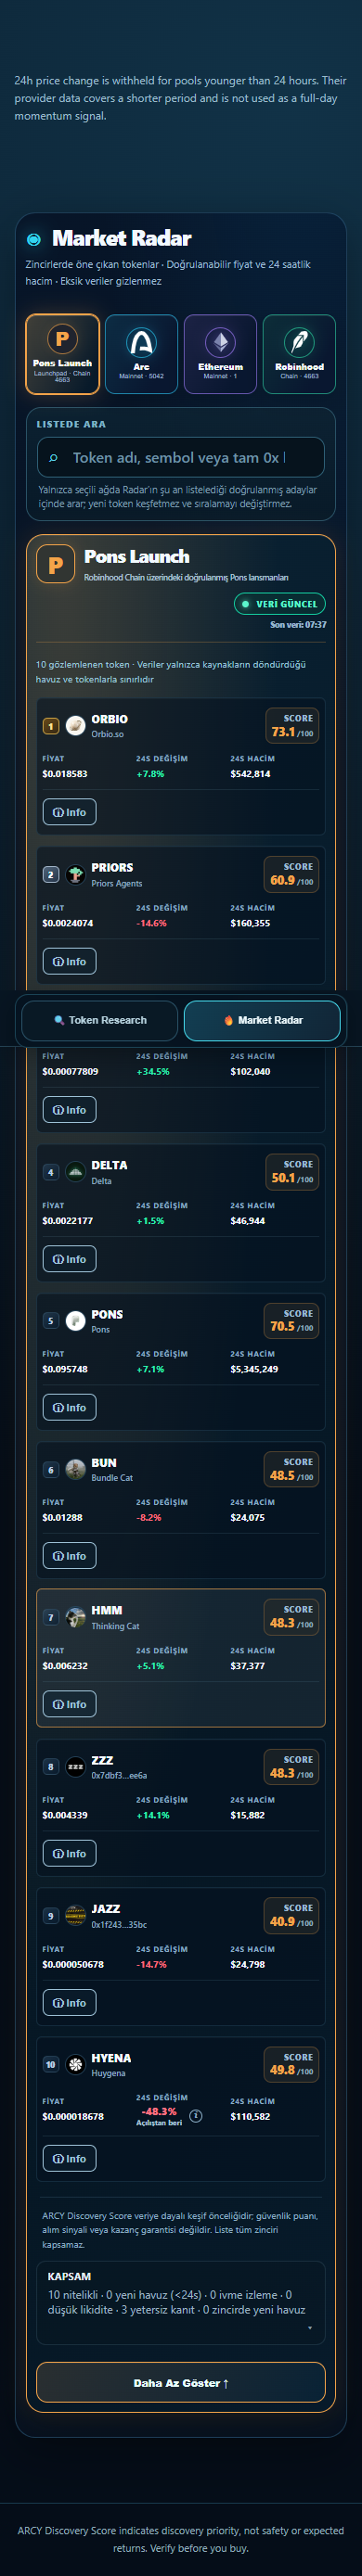 24h price change is withheld for pools younger than 24 hours. Their
provider data covers a shorter period and is not used as a full-day
momentum signal.
Market Radar
Zincirlerde öne çıkan tokenlar · Doğrulanabilir fiyat ve 24 saatlik
hacim · Eksik veriler gizlenmez
P
Pons Launch
Launchpad · Chain
4663
Arc
Mainnet · 5042
Ethereum
Mainnet · 1
Robinhood
Chain · 4663
LİSTEDE ARA
Token adı, sembol veya tam 0x
Yalnızca seçili ağda Radar'ın şu an listelediği doğrulanmış adaylar
içinde arar; yeni token keşfetmez ve sıralamayı değiştirmez.
P
Pons Launch
Robinhood Chain üzerindeki doğrulanmış Pons lansmanları
VERİ GÜNCEL
Son veri: 07:37
10 gözlemlenen token · Veriler yalnızca kaynakların döndürdüğü
havuz ve tokenlarla sınırlıdır
1 ORBIO
Orbio.so
SCORE
73.1 /100
FİYAT 24S DEĞİŞİM 24S HACİM
$0.018583 +7.8% $542,814
Info
2 PRIORS
Priors Agents
SCORE
60.9 /100
FİYAT 24S DEĞİŞİM 24S HACİM
$0.0024074 -14.6% $160,355
Info
Token Research
Market Radar
FİYAT 24S DEĞİŞİM 24S HACİM
$0.00077809 +34.5% $102,040
Info
4 DELTA
Delta
SCORE
50.1 /100
FİYAT 24S DEĞİŞİM 24S HACİM
$0.0022177 +1.5% $46,944
Info
5 PONS
Pons
SCORE
70.5 /100
FİYAT 24S DEĞİŞİM 24S HACİM
$0.095748 +7.1% $5,345,249
Info
6 BUN
Bundle Cat
SCORE
48.5 /100
FİYAT 24S DEĞİŞİM 24S HACİM
$0.01288 -8.2% $24,075
Info
7 HMM
Thinking Cat
SCORE
48.3 /100
FİYAT 24S DEĞİŞİM 24S HACİM
$0.006232 +5.1% $37,377
Info
8 ZZZ
0x7dbf3...ee6a
SCORE
48.3 /100
FİYAT 24S DEĞİŞİM 24S HACİM
$0.004339 +14.1% $15,882
Info
9 JAZZ
0x1f243...35bc
SCORE
40.9 /100
FİYAT 24S DEĞİŞİM 24S HACİM
$0.000050678 -14.7% $24,798
Info
10 HYENA
Huygena
SCORE
49.8 /100
FİYAT 24S DEĞİŞİM 24S HACİM
$0.000018678 -48.3% $110,582
Açılıştan beri
Info
ARCY Discovery Score veriye dayalı keşif önceliğidir; güvenlik puanı,
alım sinyali veya kazanç garantisi değildir. Liste tüm zinciri
kapsamaz.
KAPSAM
10 nitelikli · 0 yeni havuz (<24s) · 0 ivme izleme · 0
düşük likidite · 3 yetersiz kanıt · 0 zincirde yeni havuz
Daha Az Göster ↑
ARCY Discovery Score indicates discovery priority, not safety or expected
returns. Verify before you buy.